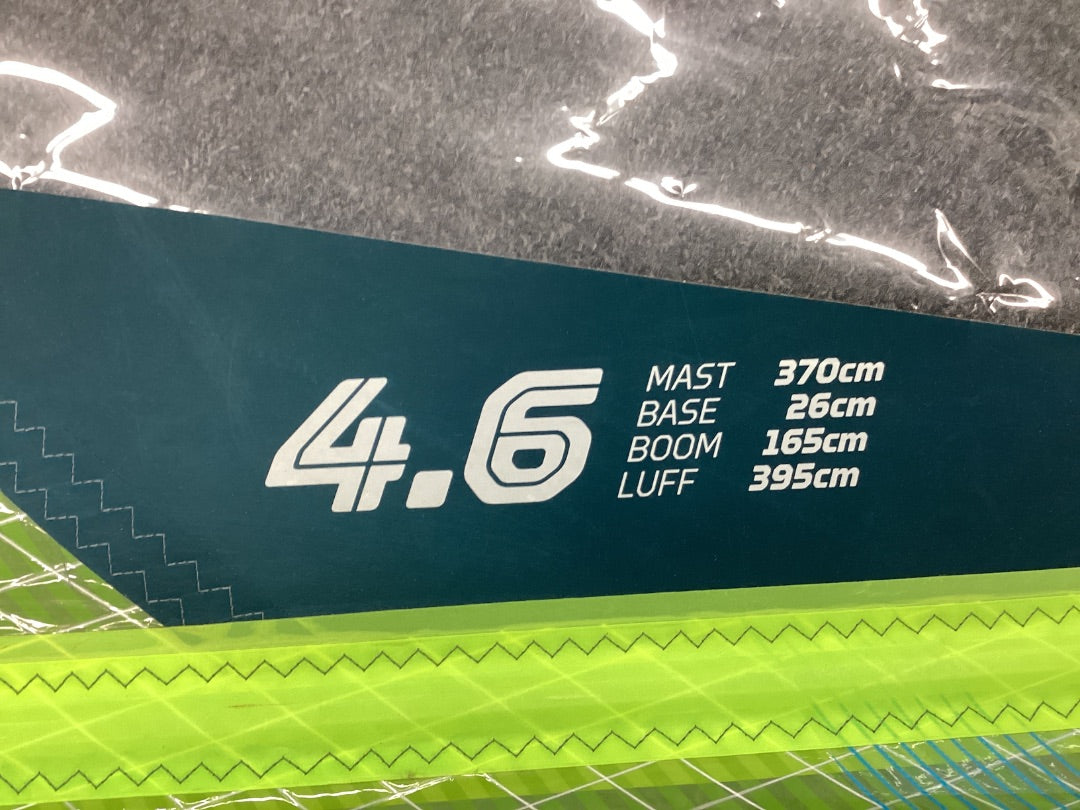 4.6
MAST 370cm
BASE 26cm
BOOM 165cm
LUFF 395cm